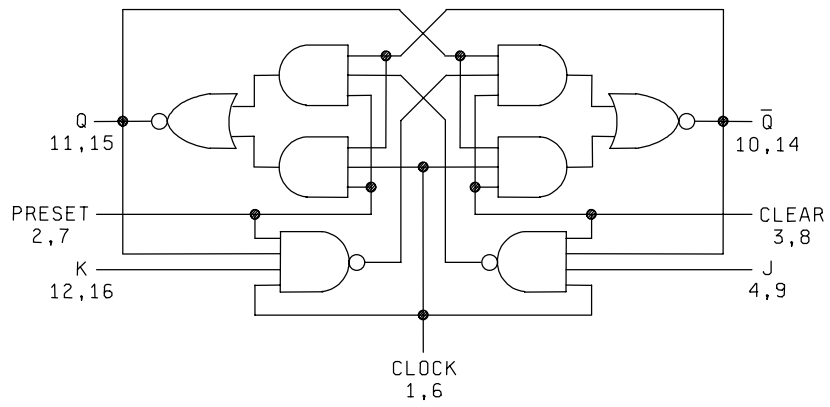 Q
11,15
Q̅
10,14
PRESET
2,7
CLEAR
3,8
K
12,16
J
4,9
CLOCK
1,6